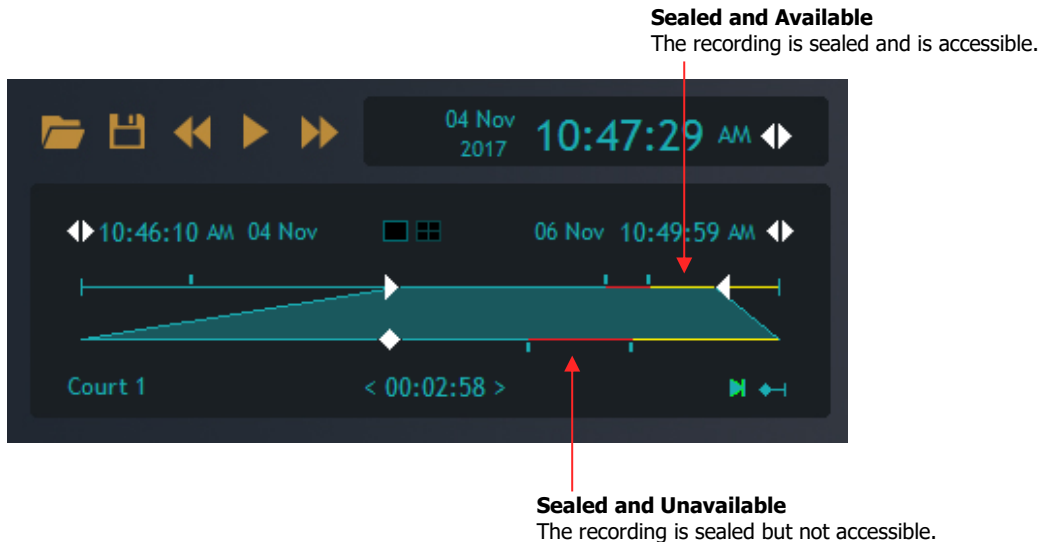 Sealed and Available
The recording is sealed and is accessible.
04 Nov
2017
10:47:29 AM
10:46:10 AM 04 Nov
06 Nov 10:49:59 AM
Court 1
< 00:02:58 >
Sealed and Unavailable
The recording is sealed but not accessible.